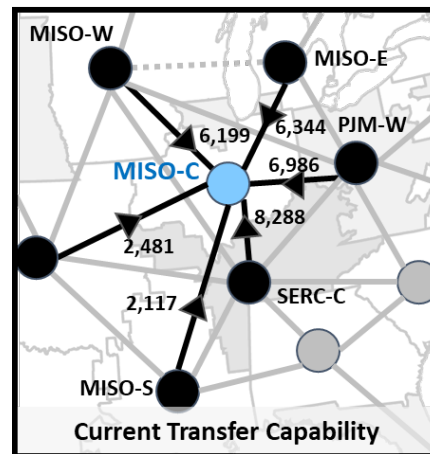 MISO-W
MISO-E
6,199
6,344
PJM-W
MISO-C
6,986
8,288
2,481
2,117
SERC-C
MISO-S
Current Transfer Capability